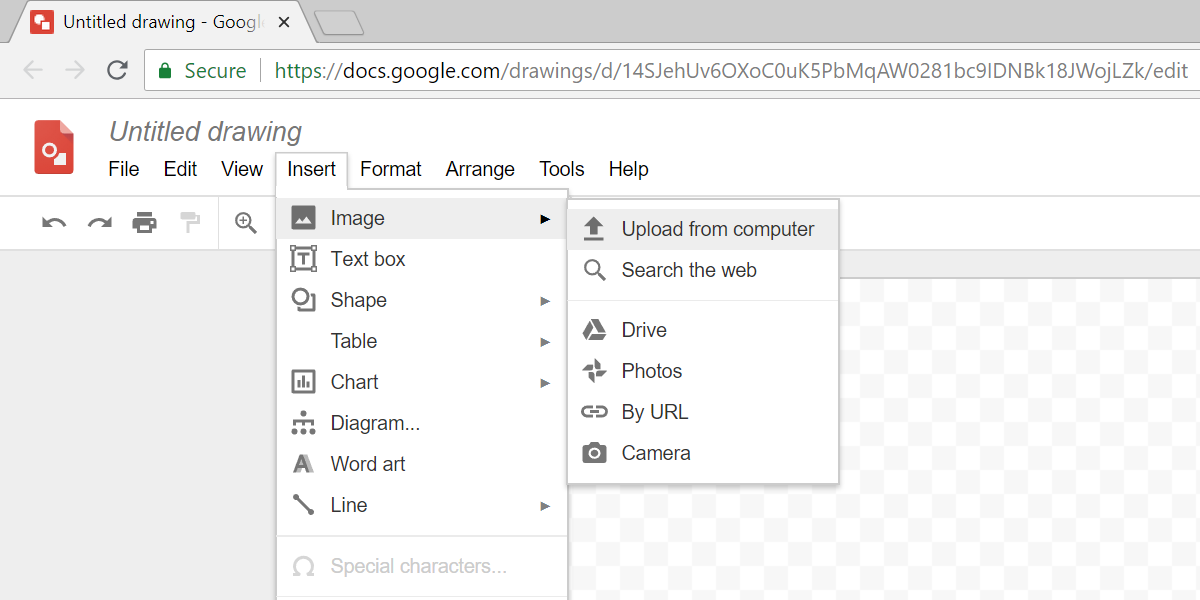 Untitled drawing - Googl
Secure
https://docs.google.com/drawings/d/14SJehUv6OXoC0uK5PbMqAW0281bc9IDNBk18JWojLZk/edit
Untitled drawing
File Edit View Insert Format Arrange Tools Help
Image
Text box
Shape
Table
Chart
Diagram...
Word art
Line
Special characters...
Upload from computer
Search the web
Drive
Photos
By URL
Camera